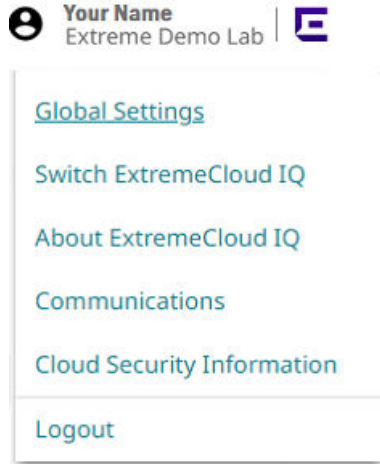 Your Name
Extreme Demo Lab
Global Settings
Switch ExtremeCloud IQ
About ExtremeCloud IQ
Communications
Cloud Security Information
Logout